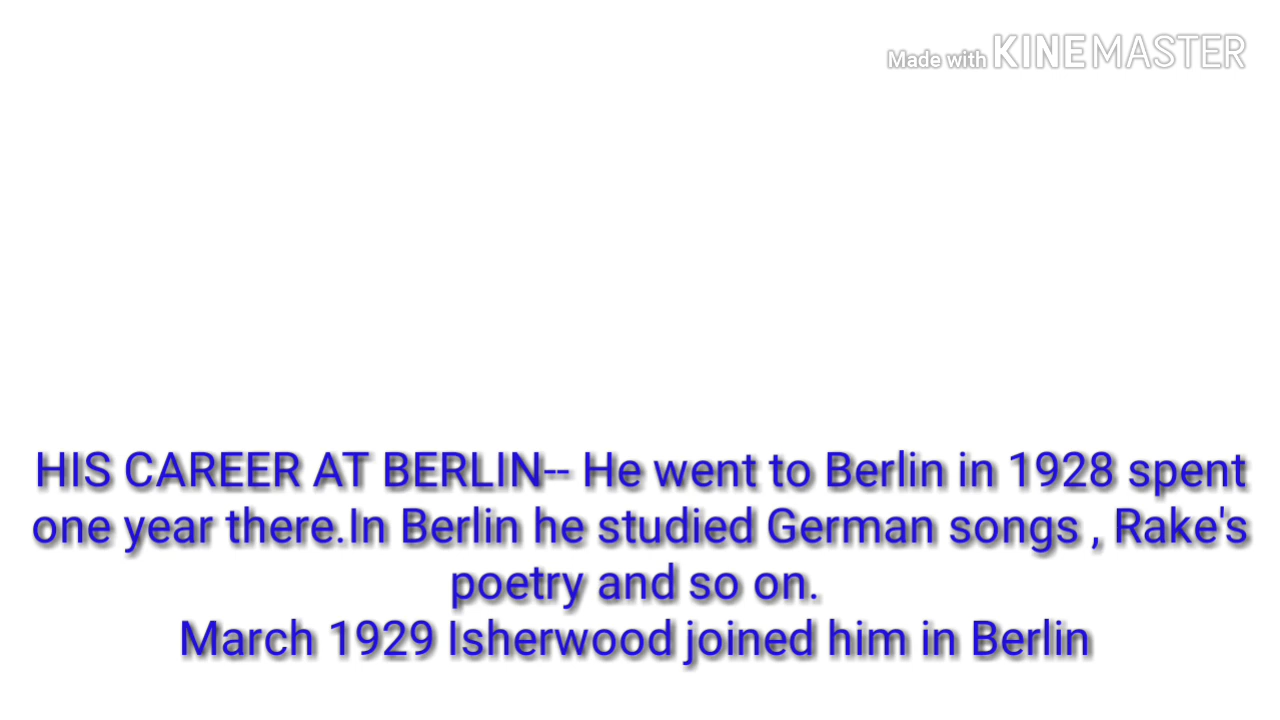 Made with KINEMASTER
HIS CAREER AT BERLIN-- He went to Berlin in 1928 spent
one year there.In Berlin he studied German songs , Rake's
poetry and so on.
March 1929 Isherwood joined him in Berlin